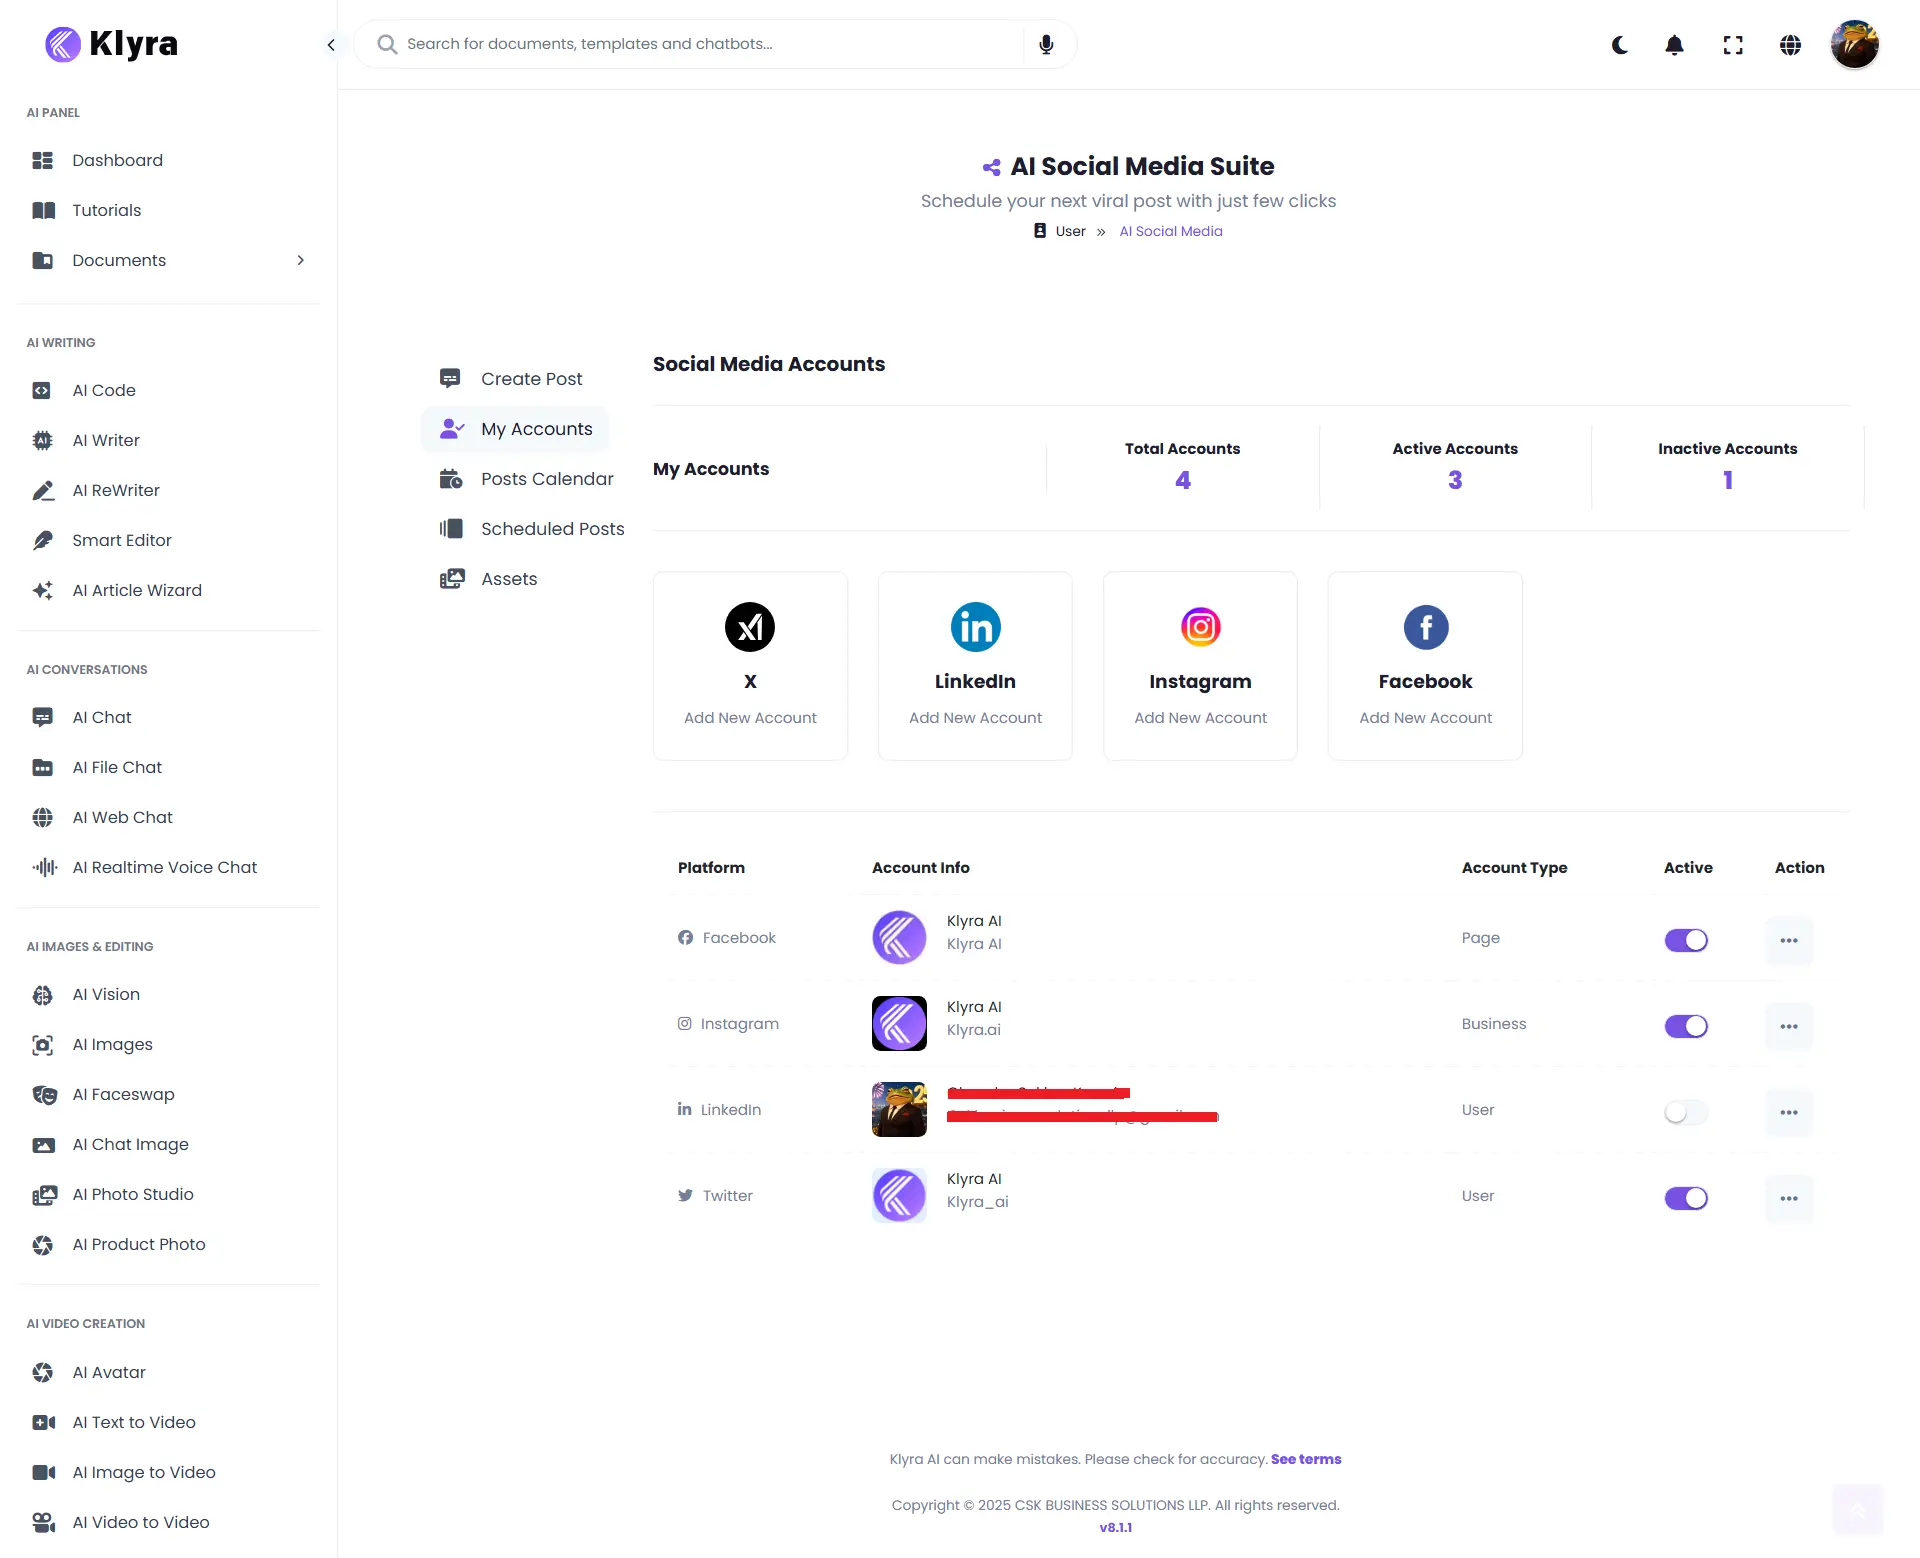 Klyra
Search for documents, templates and chatbots...
AI PANEL
Dashboard
Tutorials
Documents
AI WRITING
AI Code
AI Writer
AI ReWriter
Smart Editor
AI Article Wizard
AI CONVERSATIONS
AI Chat
AI File Chat
AI Web Chat
AI Realtime Voice Chat
AI IMAGES & EDITING
AI Vision
AI Images
AI Faceswap
AI Chat Image
AI Photo Studio
AI Product Photo
AI VIDEO CREATION
AI Avatar
AI Text to Video
AI Image to Video
AI Video to Video
AI Social Media Suite
Schedule your next viral post with just few clicks
User » AI Social Media
Create Post
My Accounts
Posts Calendar
Scheduled Posts
Assets
Social Media Accounts
My Accounts
Total Accounts
4
Active Accounts
3
Inactive Accounts
1
X
Add New Account
LinkedIn
Add New Account
Instagram
Add New Account
Facebook
Add New Account
Platform Account Info Account Type Active Action
Facebook
Klyra AI
Klyra AI
Page
Instagram
Klyra AI
Klyra.ai
Business
LinkedIn
User
Twitter
Klyra AI
Klyra_ai
User
Klyra AI can make mistakes. Please check for accuracy. See terms
Copyright © 2025 CSK BUSINESS SOLUTIONS LLP. All rights reserved.
v8.1.1